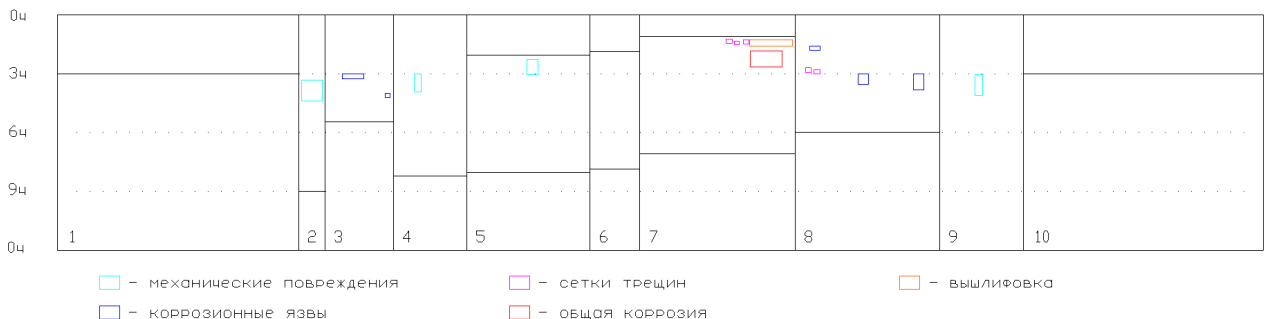 0ч
3ч
6ч
9ч
0ч
1 2 3 4 5 6 7 8 9 10
- механические повреждения - сетки трещин - вышлифовка
- коррозионные язвы - общая коррозия